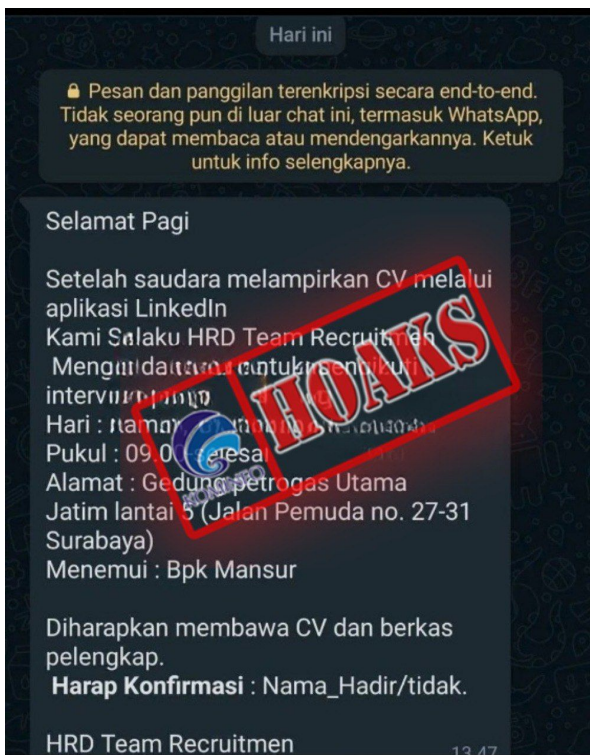 Hari ini
Pesan dan panggilan terenkripsi secara end-to-end.
Tidak seorang pun di luar chat ini, termasuk WhatsApp,
yang dapat membaca atau mendengarkannya. Ketuk
untuk info selengkapnya.
Selamat Pagi
Setelah saudara melampirkan CV melalui
aplikasi LinkedIn
Kami Selaku HRD Team Recruitmen
HOAKS
Hari :
Pukul : 09.00
KOMINFO
Alamat : Gedung petrogas Utama
Jatim lantai 5 (Jalan Pemuda no. 27-31
Surabaya)
Menemui : Bpk Mansur
Diharapkan membawa CV dan berkas
pelengkap.
Harap Konfirmasi : Nama_Hadir/tidak.
HRD Team Recruitmen
13.47